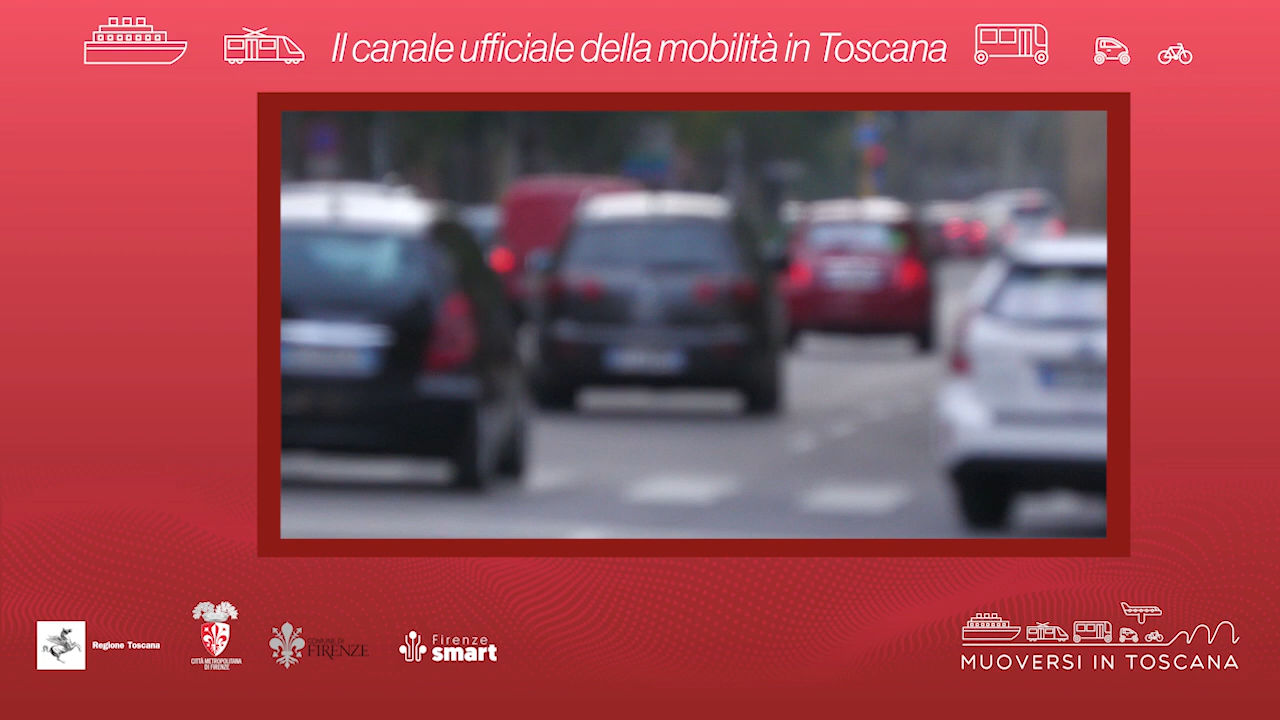 Il canale ufficiale della mobilità in Toscana
Regione Toscana
CITTÀ METROPOLITANA
DI FIRENZE
COMUNE DI
FIRENZE
Firenze
smart
MUOVERSI IN TOSCANA